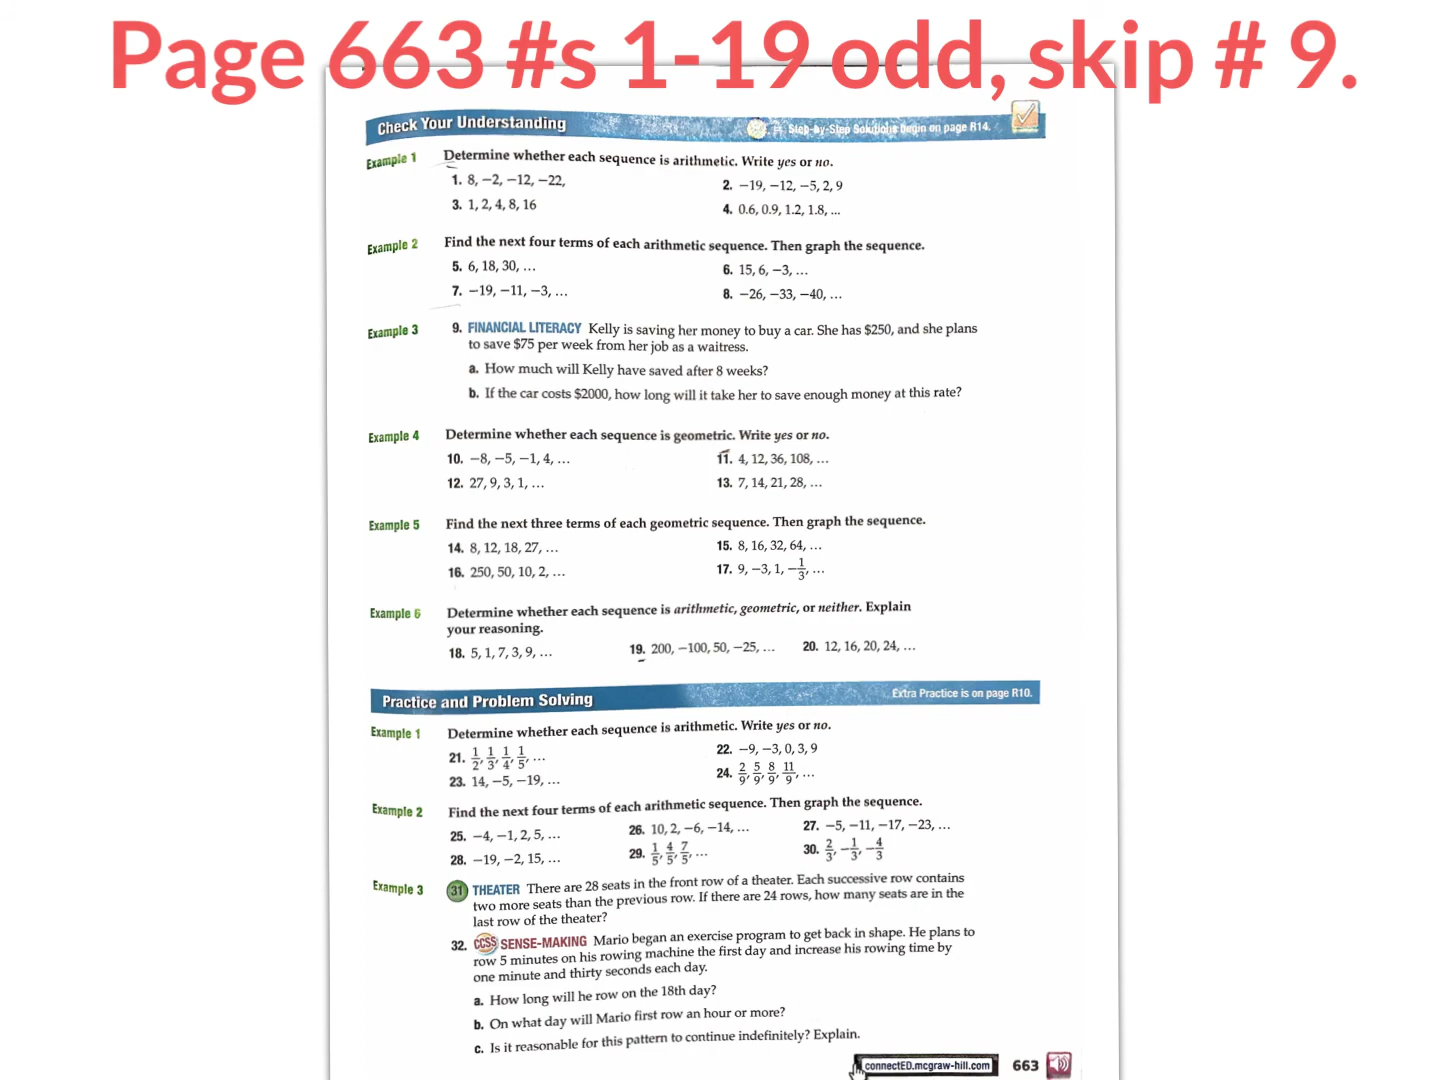 Page 663 #s 1-19 odd, skip # 9.
Check Your Understanding
= Step-by-Step Solutions begin on page R14.
Example 1 Determine whether each sequence is arithmetic. Write yes or no.
1. 8, −2, −12, −22,
2. −19, −12, −5, 2, 9
3. 1, 2, 4, 8, 16
4. 0.6, 0.9, 1.2, 1.8, ...
Example 2 Find the next four terms of each arithmetic sequence. Then graph the sequence.
5. 6, 18, 30, …
6. 15, 6, −3, …
7. −19, −11, −3, …
8. −26, −33, −40, …
Example 3 9. FINANCIAL LITERACY Kelly is saving her money to buy a car. She has $250, and she plans
to save $75 per week from her job as a waitress.
a. How much will Kelly have saved after 8 weeks?
b. If the car costs $2000, how long will it take her to save enough money at this rate?
Example 4 Determine whether each sequence is geometric. Write yes or no.
10. −8, −5, −1, 4, …
11. 4, 12, 36, 108, …
12. 27, 9, 3, 1, …
13. 7, 14, 21, 28, …
Example 5 Find the next three terms of each geometric sequence. Then graph the sequence.
14. 8, 12, 18, 27, …
15. 8, 16, 32, 64, …
16. 250, 50, 10, 2, …
17. 9, −3, 1, −1/3, …
Example 6 Determine whether each sequence is arithmetic, geometric, or neither. Explain
your reasoning.
18. 5, 1, 7, 3, 9, …
19. 200, −100, 50, −25, …
20. 12, 16, 20, 24, …
Practice and Problem Solving
Extra Practice is on page R10.
Example 1 Determine whether each sequence is arithmetic. Write yes or no.
21. 1/2, 1/3, 1/4, 1/5, …
22. −9, −3, 0, 3, 9
23. 14, −5, −19, …
24. 2/9, 5/9, 8/9, 11/9, …
Example 2 Find the next four terms of each arithmetic sequence. Then graph the sequence.
25. −4, −1, 2, 5, …
26. 10, 2, −6, −14, …
27. −5, −11, −17, −23, …
28. −19, −2, 15, …
29. 1/5, 4/5, 7/5, …
30. 2/3, −1/3, −4/3
Example 3 31 THEATER There are 28 seats in the front row of a theater. Each successive row contains
two more seats than the previous row. If there are 24 rows, how many seats are in the
last row of the theater?
32. CCSS SENSE-MAKING Mario began an exercise program to get back in shape. He plans to
row 5 minutes on his rowing machine the first day and increase his rowing time by
one minute and thirty seconds each day.
a. How long will he row on the 18th day?
b. On what day will Mario first row an hour or more?
c. Is it reasonable for this pattern to continue indefinitely? Explain.
connectED.mcgraw-hill.com 663